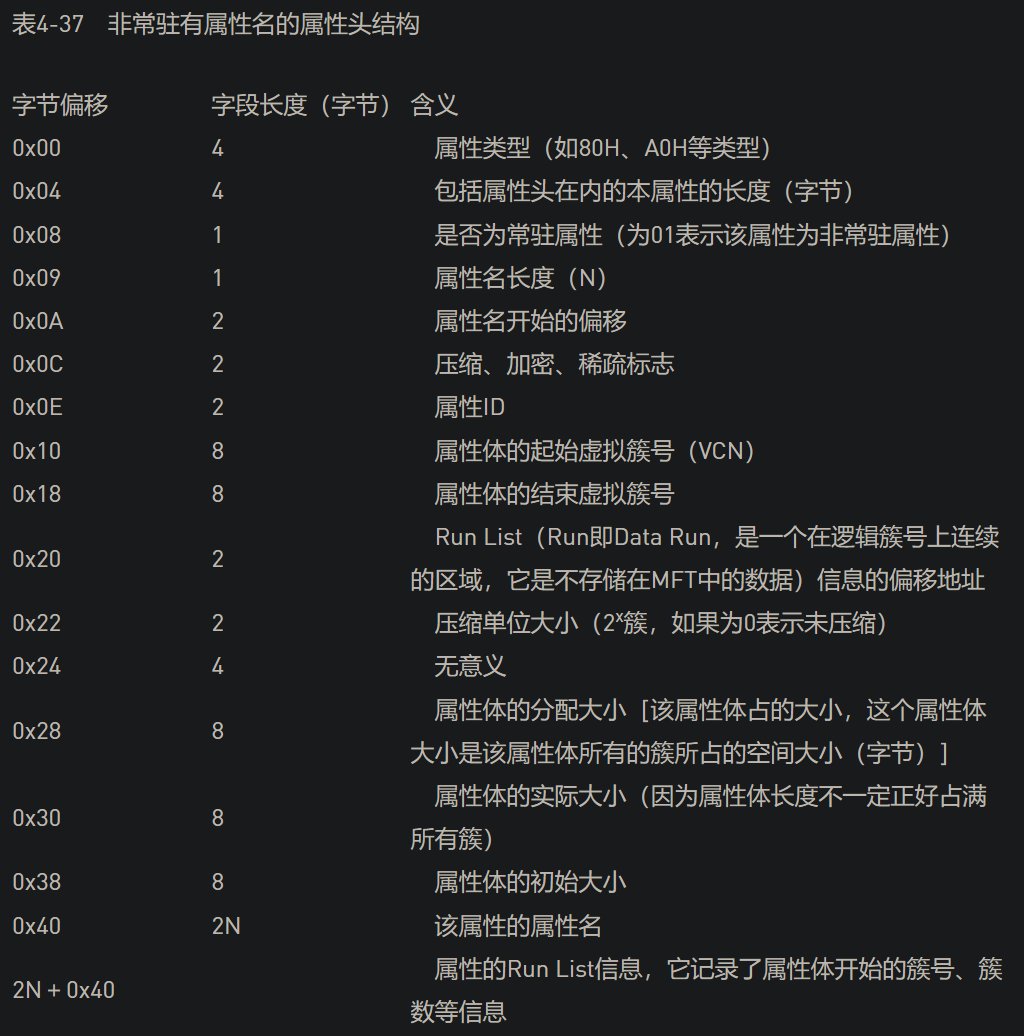 表4-37 非常驻有属性名的属性头结构
字节偏移 字段长度（字节） 含义
0x00 4 属性类型（如80H、A0H等类型）
0x04 4 包括属性头在内的本属性的长度（字节）
0x08 1 是否为常驻属性（为01表示该属性为非常驻属性）
0x09 1 属性名长度（N）
0x0A 2 属性名开始的偏移
0x0C 2 压缩、加密、稀疏标志
0x0E 2 属性ID
0x10 8 属性体的起始虚拟簇号（VCN）
0x18 8 属性体的结束虚拟簇号
0x20 2 Run List（Run即Data Run，是一个在逻辑簇号上连续
的区域，它是不存储在MFT中的数据）信息的偏移地址
0x22 2 压缩单位大小（2ˣ簇，如果为0表示未压缩）
0x24 4 无意义
0x28 8 属性体的分配大小［该属性体占的大小，这个属性体
大小是该属性体所有的簇所占的空间大小（字节）］
0x30 8 属性体的实际大小（因为属性体长度不一定正好占满
所有簇）
0x38 8 属性体的初始大小
0x40 2N 该属性的属性名
2N + 0x40 属性的Run List信息，它记录了属性体开始的簇号、簇
数等信息